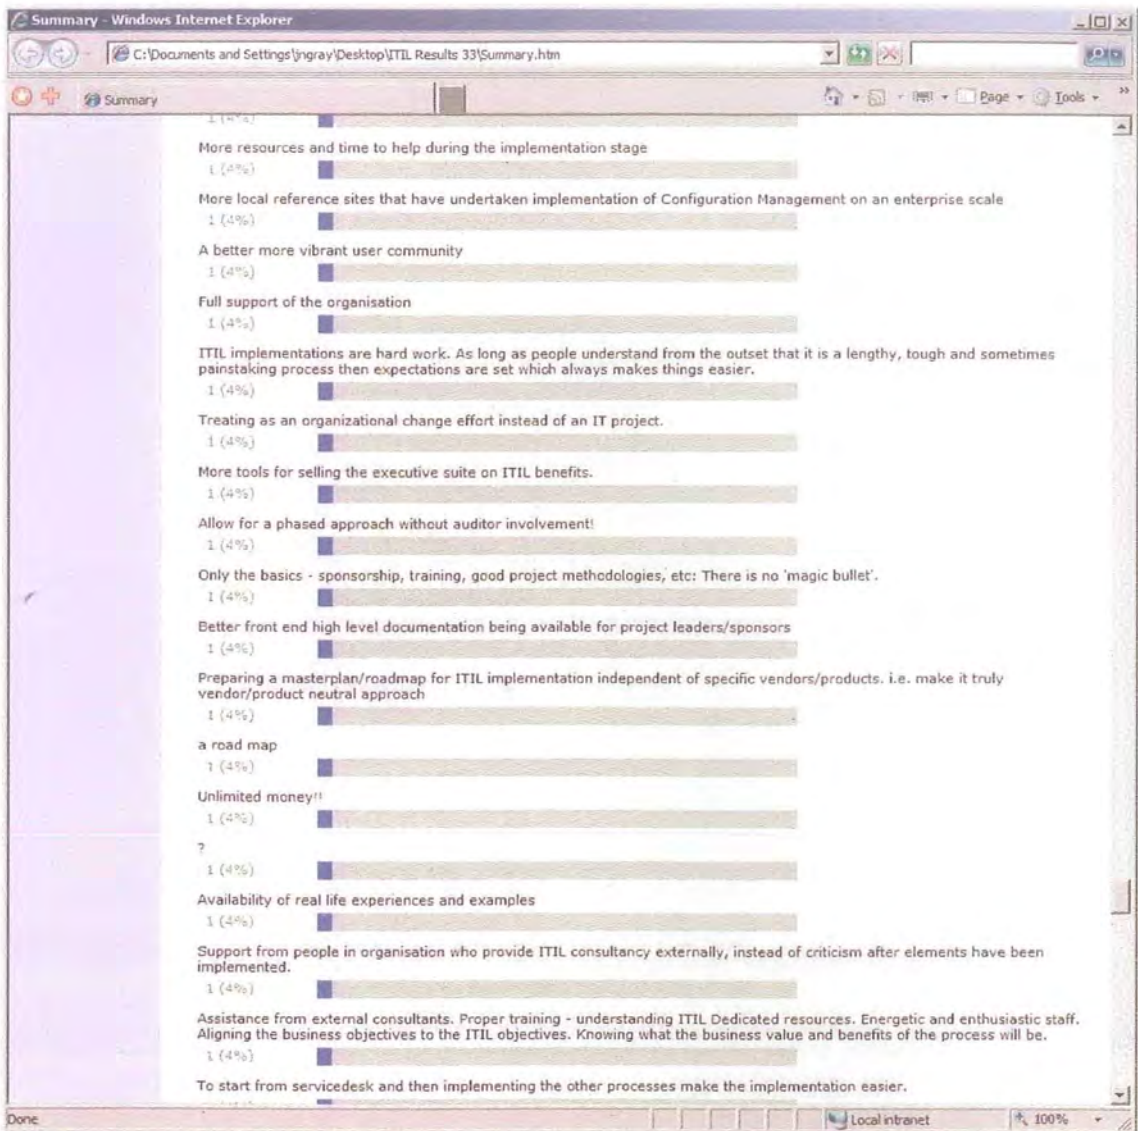 Summary - Windows Internet Explorer
C:\Documents and Settings\jngray\Desktop\ITIL Results 33\Summary.htm
Summary
Page
Tools
1 (4%)
More resources and time to help during the implementation stage
1 (4%)
More local reference sites that have undertaken implementation of Configuration Management on an enterprise scale
1 (4%)
A better more vibrant user community
1 (4%)
Full support of the organisation
1 (4%)
ITIL implementations are hard work. As long as people understand from the outset that it is a lengthy, tough and sometimes
painstaking process then expectations are set which always makes things easier.
1 (4%)
Treating as an organizational change effort instead of an IT project.
1 (4%)
More tools for selling the executive suite on ITIL benefits.
1 (4%)
Allow for a phased approach without auditor involvement!
1 (4%)
Only the basics - sponsorship, training, good project methodologies, etc: There is no 'magic bullet'.
1 (4%)
Better front end high level documentation being available for project leaders/sponsors
1 (4%)
Preparing a masterplan/roadmap for ITIL implementation independent of specific vendors/products. i.e. make it truly
vendor/product neutral approach
1 (4%)
a road map
1 (4%)
Unlimited money!!
1 (4%)
?
1 (4%)
Availability of real life experiences and examples
1 (4%)
Support from people in organisation who provide ITIL consultancy externally, instead of criticism after elements have been
implemented.
1 (4%)
Assistance from external consultants. Proper training - understanding ITIL Dedicated resources. Energetic and enthusiastic staff.
Aligning the business objectives to the ITIL objectives. Knowing what the business value and benefits of the process will be.
1 (4%)
To start from servicedesk and then implementing the other processes make the implementation easier.
Done
Local intranet
100%